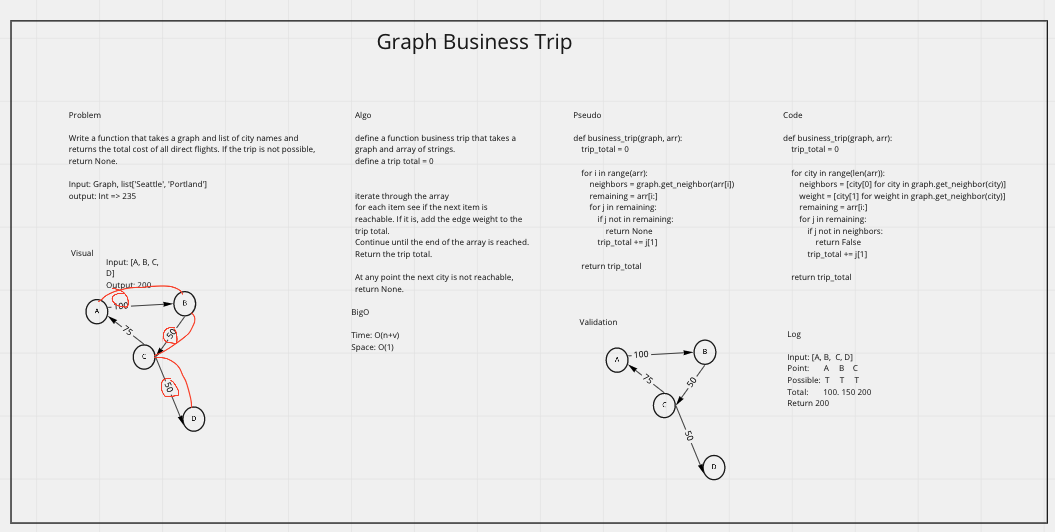 Graph Business Trip
Problem
Write a function that takes a graph and list of city names and
returns the total cost of all direct flights. If the trip is not possible,
return None.
Input: Graph, list['Seattle', 'Portland']
output: Int => 235
Visual
Input: [A, B, C,
D]
Output: 200
A
100
B
75
50
C
50
D
Algo
define a function business trip that takes a
graph and array of strings.
define a trip total = 0
iterate through the array
for each item see if the next item is
reachable. If it is, add the edge weight to the
trip total.
Continue until the end of the array is reached.
Return the trip total.
At any point the next city is not reachable,
return None.
BigO
Time: O(n+v)
Space: O(1)
Pseudo
def business_trip(graph, arr):
trip_total = 0
for i in range(arr):
neighbors = graph.get_neighbor(arr[i])
remaining = arr[i:]
for j in remaining:
if j not in remaining:
return None
trip_total += j[1]
return trip_total
Validation
A
100
B
75
50
C
50
D
Code
def business_trip(graph, arr):
trip_total = 0
for city in range(len(arr):
neighbors = [city[0] for city in graph.get_neighbor(city)]
weight = [city[1] for weight in graph.get_neighbor(city)]
remaining = arr[i:]
for j in remaining:
if j not in neighbors:
return False
trip_total += j[1]
return trip_total
Log
Input: [A, B, C, D]
Point: A B C
Possible: T T T
Total: 100. 150 200
Return 200